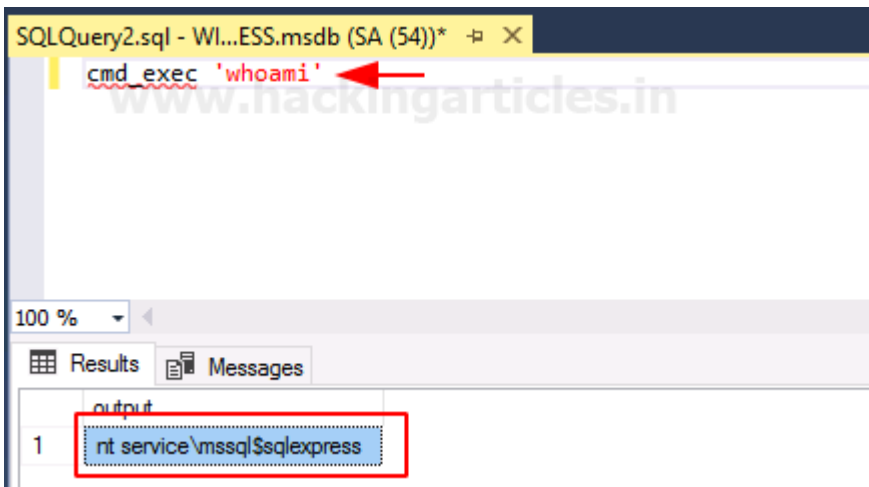 SQLQuery2.sql - WI...ESS.msdb (SA (54))*
cmd_exec 'whoami'
www.hackingarticles.in
100 %
Results Messages
output
1 nt service\mssql$sqlexpress